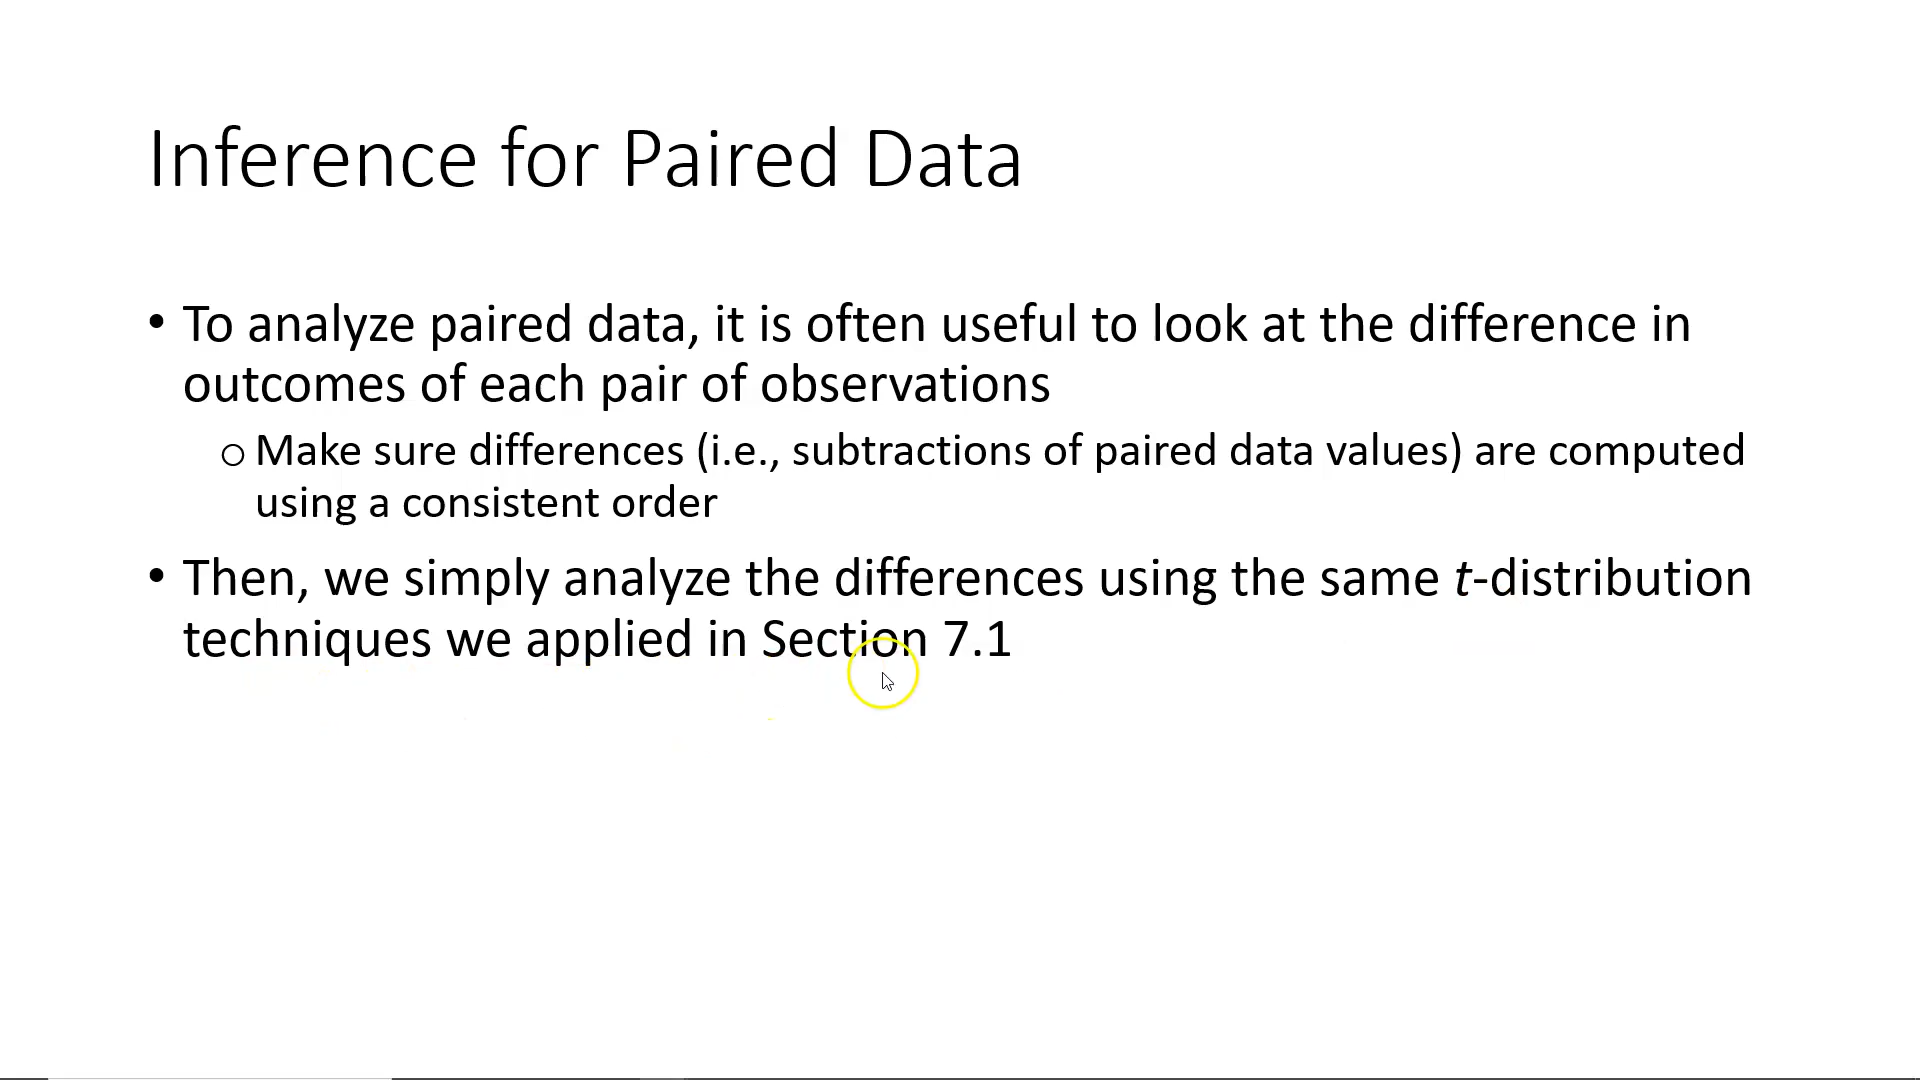 Inference for Paired Data
• To analyze paired data, it is often useful to look at the difference in
outcomes of each pair of observations
○ Make sure differences (i.e., subtractions of paired data values) are computed
using a consistent order
• Then, we simply analyze the differences using the same t-distribution
techniques we applied in Section 7.1